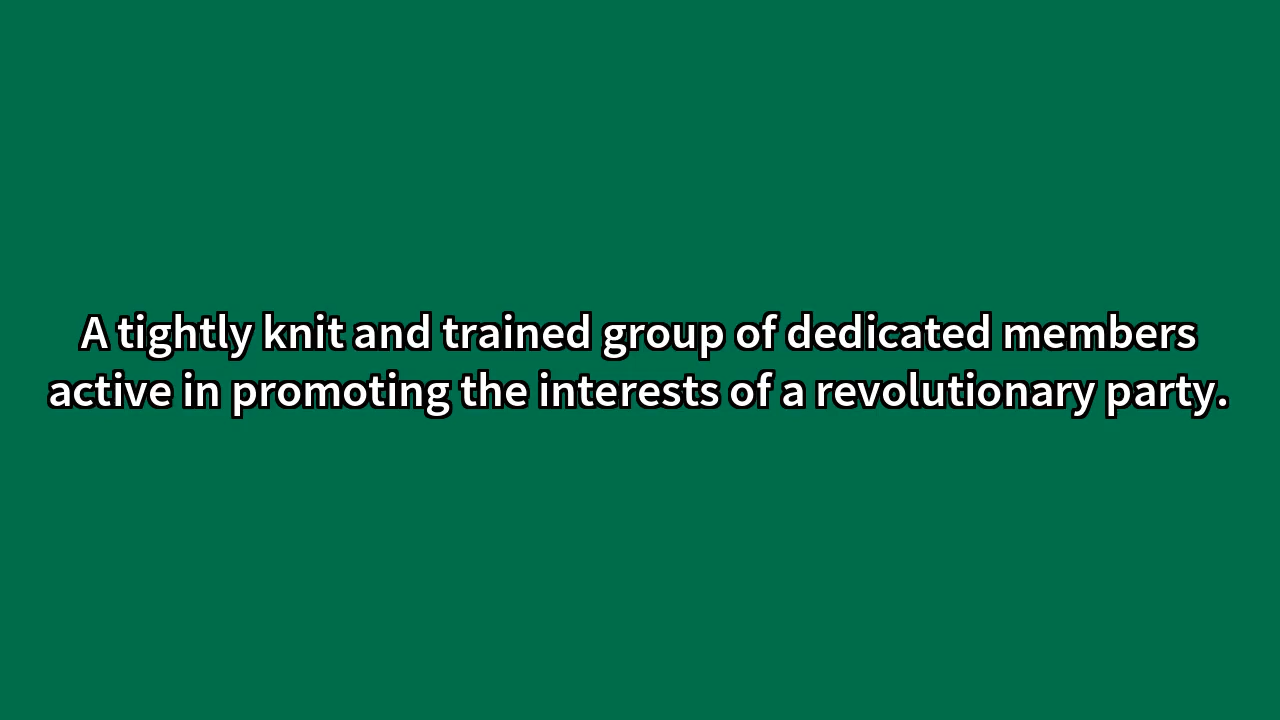 A tightly knit and trained group of dedicated members
active in promoting the interests of a revolutionary party.